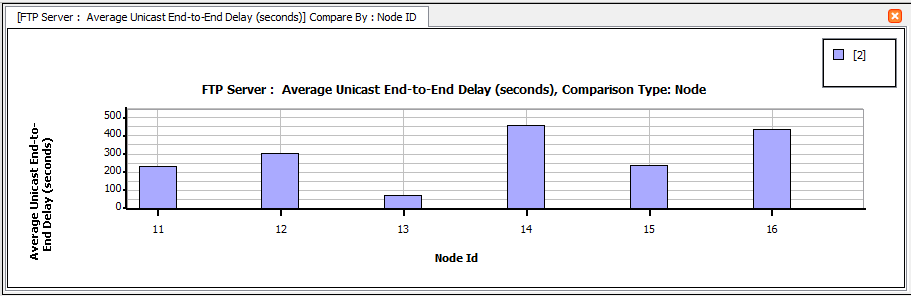 [FTP Server :  Average Unicast End-to-End Delay (seconds)] Compare By : Node ID
[2]
FTP Server :  Average Unicast End-to-End Delay (seconds), Comparison Type: Node
Average Unicast End-to-
End Delay (seconds)
500
400
300
200
100
0
11 12 13 14 15 16
Node Id